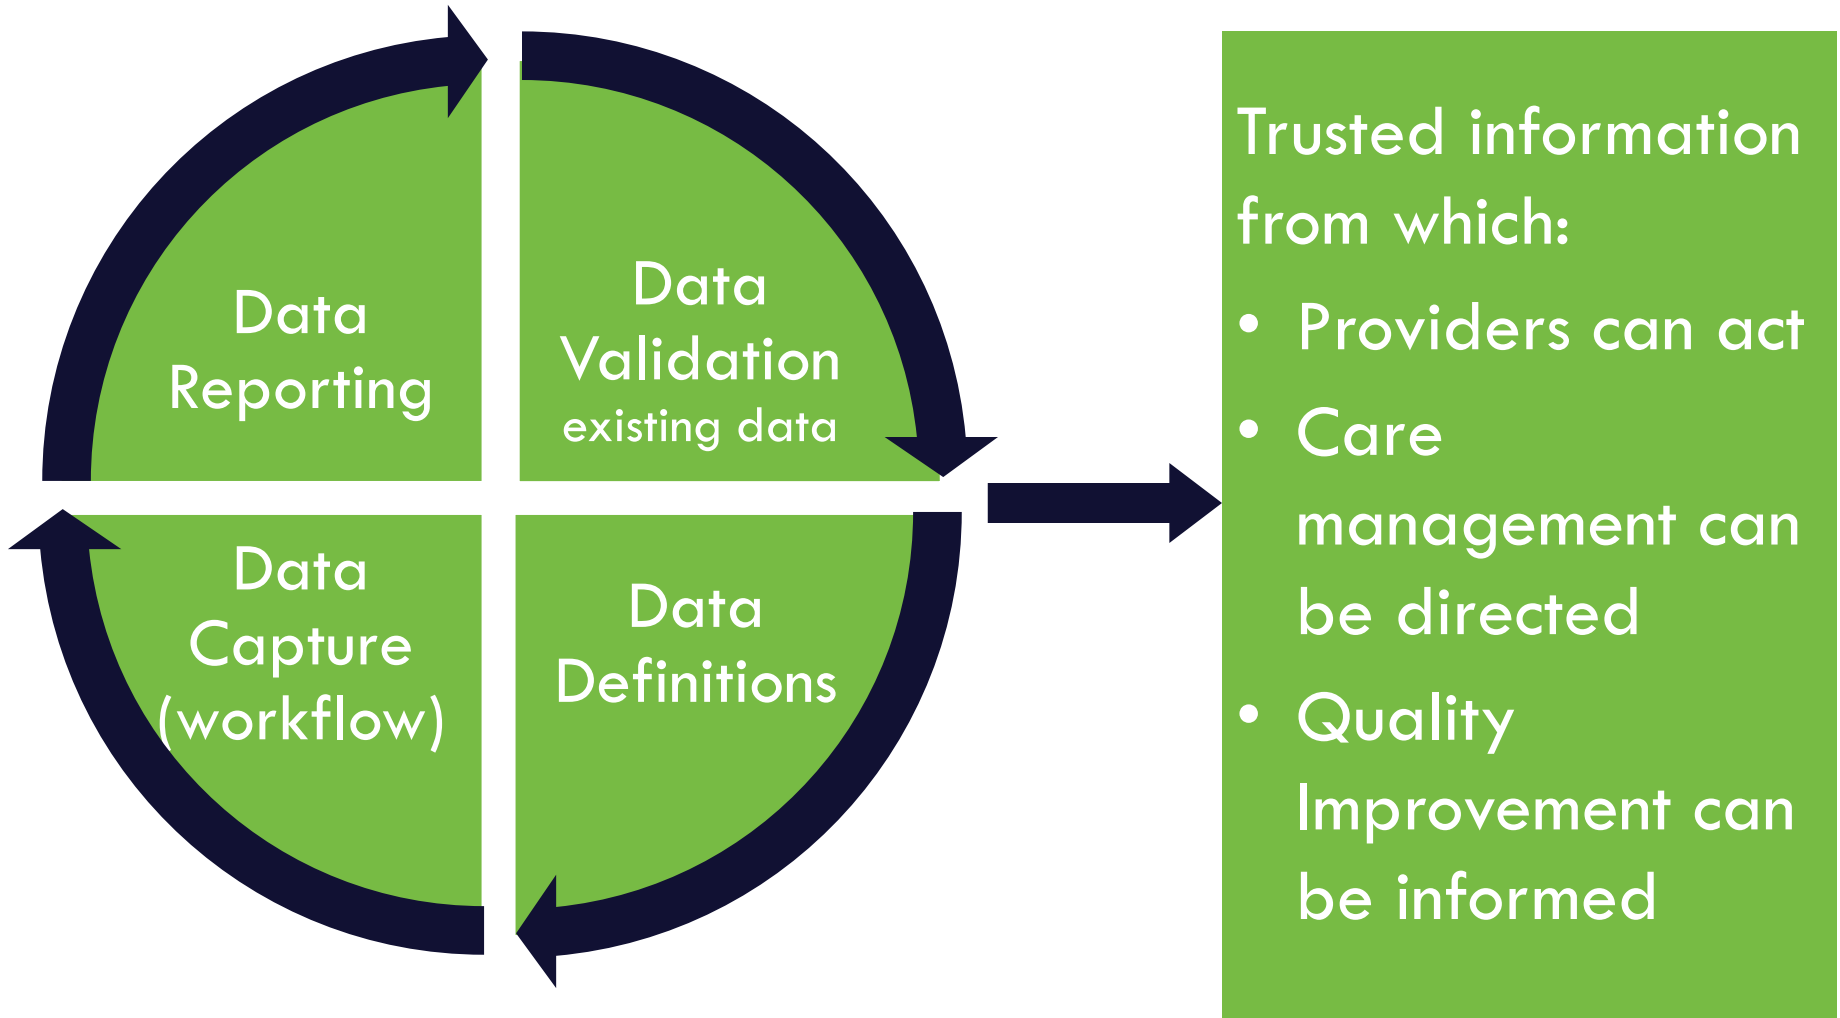 Data
Reporting
Data
Validation
existing data
Data
Capture
(workflow)
Data
Definitions
Trusted information
from which:
• Providers can act
• Care
management can
be directed
• Quality
Improvement can
be informed